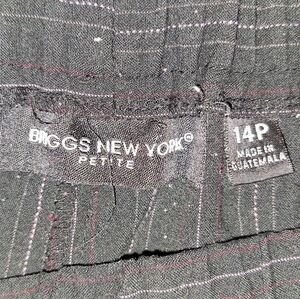 BRIGGS NEW YORK
PETITE
14P
MADE IN
GUATEMALA